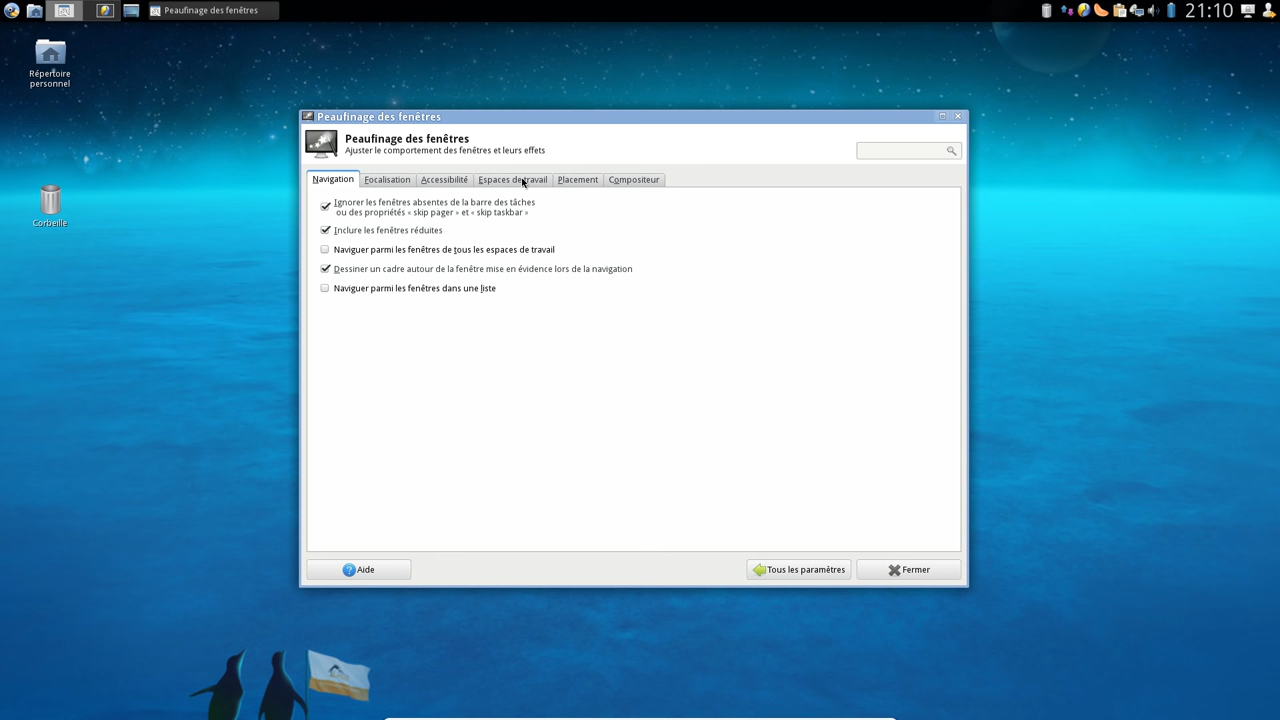 Peaufinage des fenêtres
21:10
Répertoire
personnel
Corbeille
Peaufinage des fenêtres
Peaufinage des fenêtres
Ajuster le comportement des fenêtres et leurs effets
Navigation
Focalisation
Accessibilité
Espaces de travail
Placement
Compositeur
Ignorer les fenêtres absentes de la barre des tâches
ou des propriétés « skip pager » et « skip taskbar »
Inclure les fenêtres réduites
Naviguer parmi les fenêtres de tous les espaces de travail
Dessiner un cadre autour de la fenêtre mise en évidence lors de la navigation
Naviguer parmi les fenêtres dans une liste
Aide
Tous les paramètres
Fermer